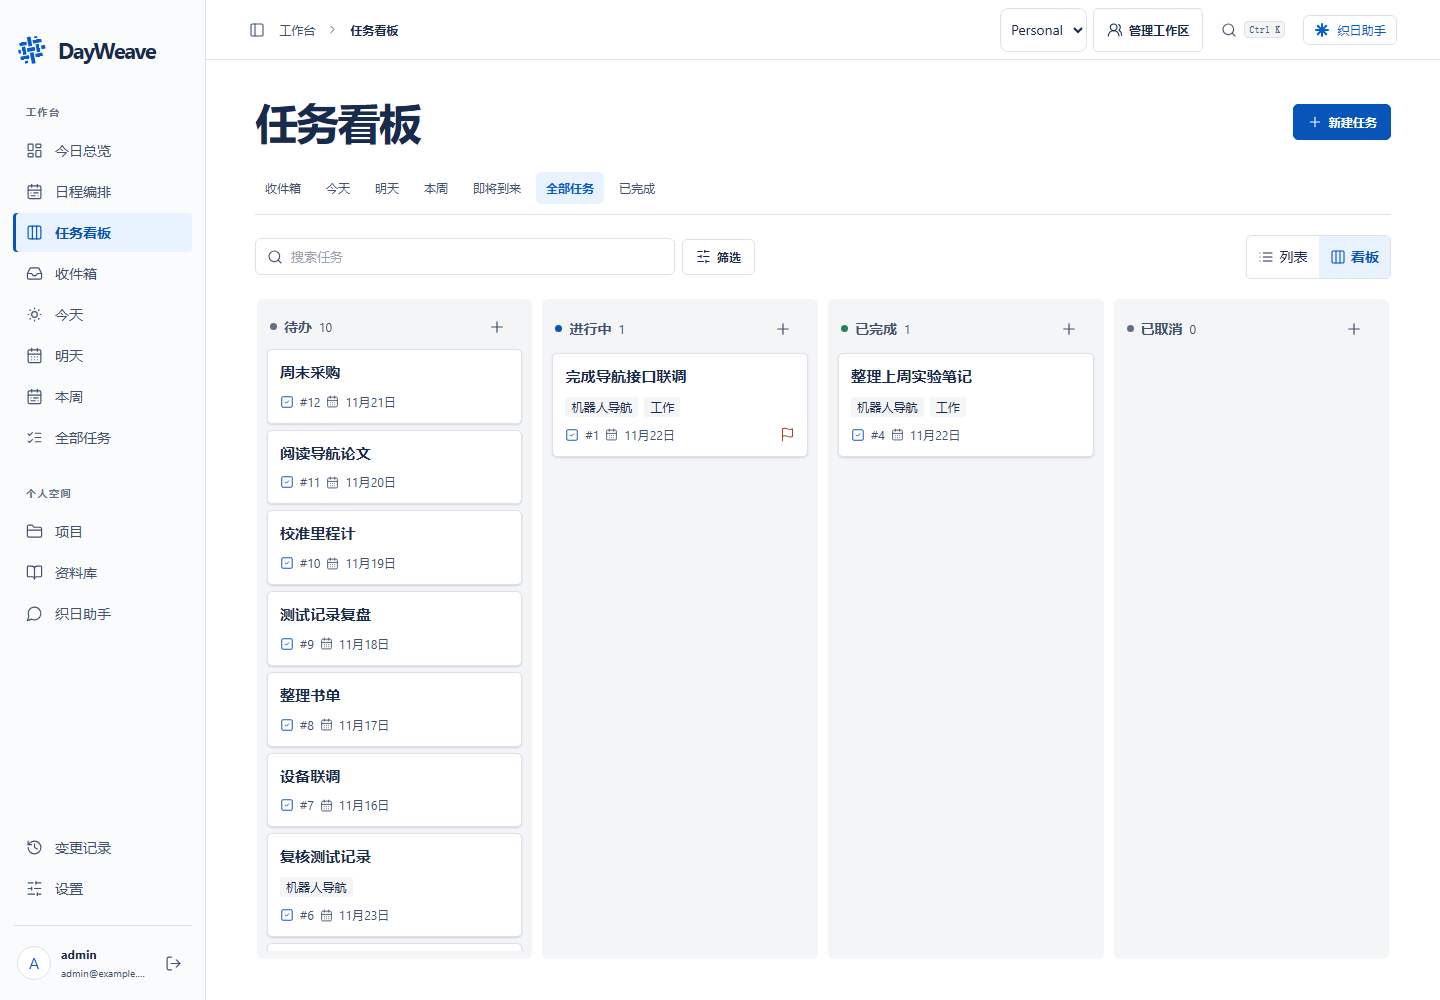 DayWeave
工作台
今日总览
日程编排
任务看板
收件箱
今天
明天
本周
全部任务
个人空间
项目
资料库
织日助手
变更记录
设置
A
admin
admin@example....
工作台 > 任务看板
Personal
管理工作区
Ctrl K
织日助手
任务看板
新建任务
收件箱 今天 明天 本周 即将到来 全部任务 已完成
搜索任务
筛选
列表
看板
待办 10
周末采购
#12 11月21日
阅读导航论文
#11 11月20日
校准里程计
#10 11月19日
测试记录复盘
#9 11月18日
整理书单
#8 11月17日
设备联调
#7 11月16日
复核测试记录
机器人导航
#6 11月23日
进行中 1
完成导航接口联调
机器人导航 工作
#1 11月22日
已完成 1
整理上周实验笔记
机器人导航 工作
#4 11月22日
已取消 0